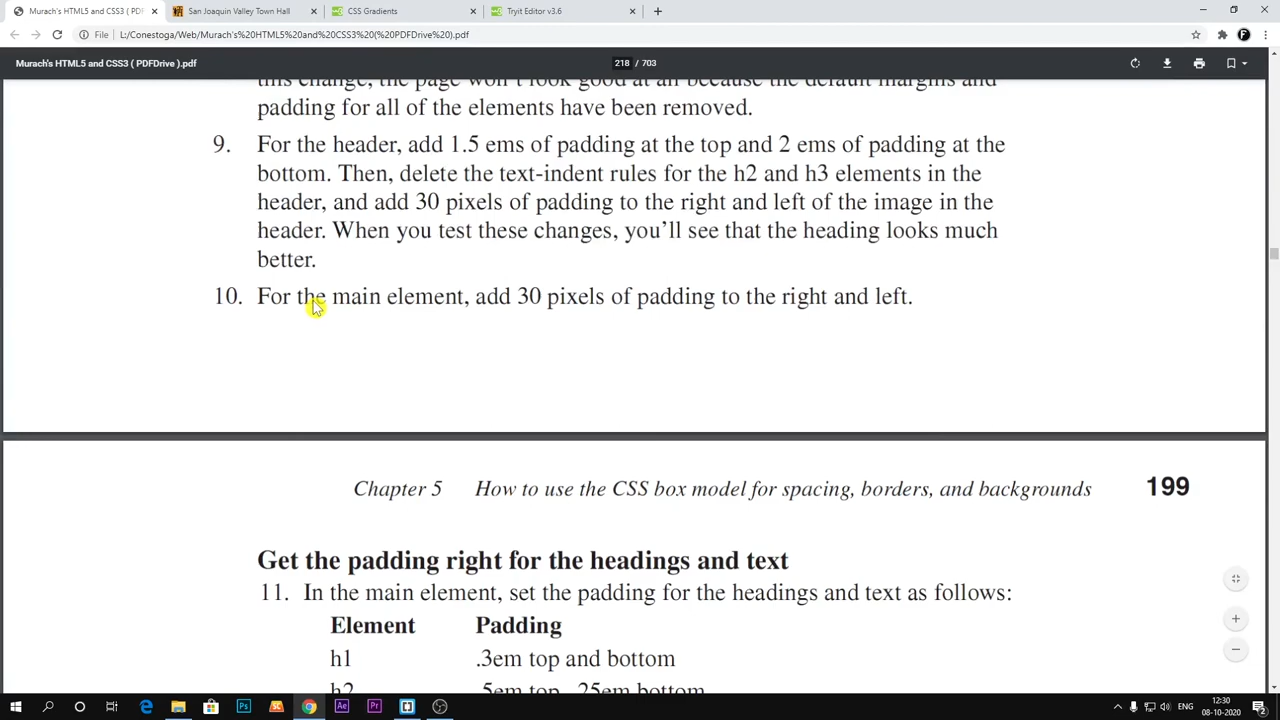 Murach's HTML5 and CSS3 ( PDF
San Joaquin Valley Town Hall
CSS Gradients
Tryit Editor v3.6
File
L:/Conestoga/Web/Murach's%20HTML5%20and%20CSS3%20(%20PDFDrive%20).pdf
Murach's HTML5 and CSS3 ( PDFDrive ).pdf
218 / 703
this change, the page won't look good at all because the default margins and
padding for all of the elements have been removed.
9. For the header, add 1.5 ems of padding at the top and 2 ems of padding at the
bottom. Then, delete the text-indent rules for the h2 and h3 elements in the
header, and add 30 pixels of padding to the right and left of the image in the
header. When you test these changes, you'll see that the heading looks much
better.
10. For the main element, add 30 pixels of padding to the right and left.
Chapter 5 How to use the CSS box model for spacing, borders, and backgrounds 199
Get the padding right for the headings and text
11. In the main element, set the padding for the headings and text as follows:
Element Padding
h1 .3em top and bottom
h2 .5em top, .25em bottom
ENG
12:30
08-10-2020